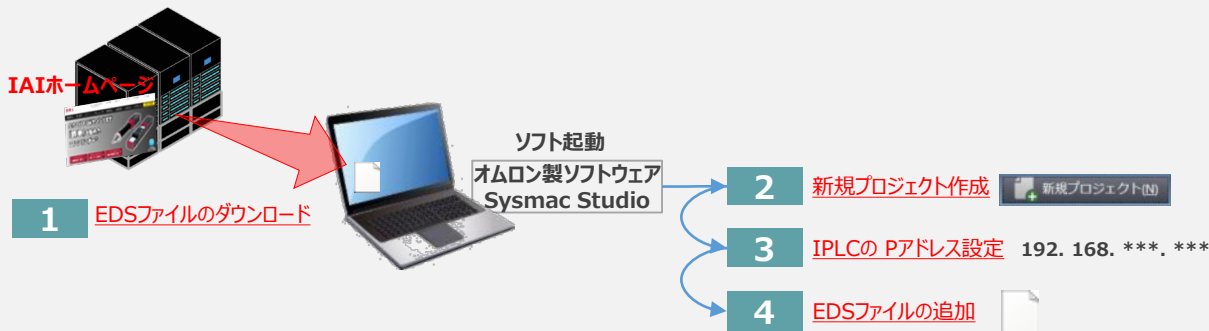 IAIホームページ
1 EDSファイルのダウンロード
ソフト起動
オムロン製ソフトウェア
Sysmac Studio
2 新規プロジェクト作成 新規プロジェクト(N)
3 IPLCの Pアドレス設定 192. 168. ***. ***
4 EDSファイルの追加